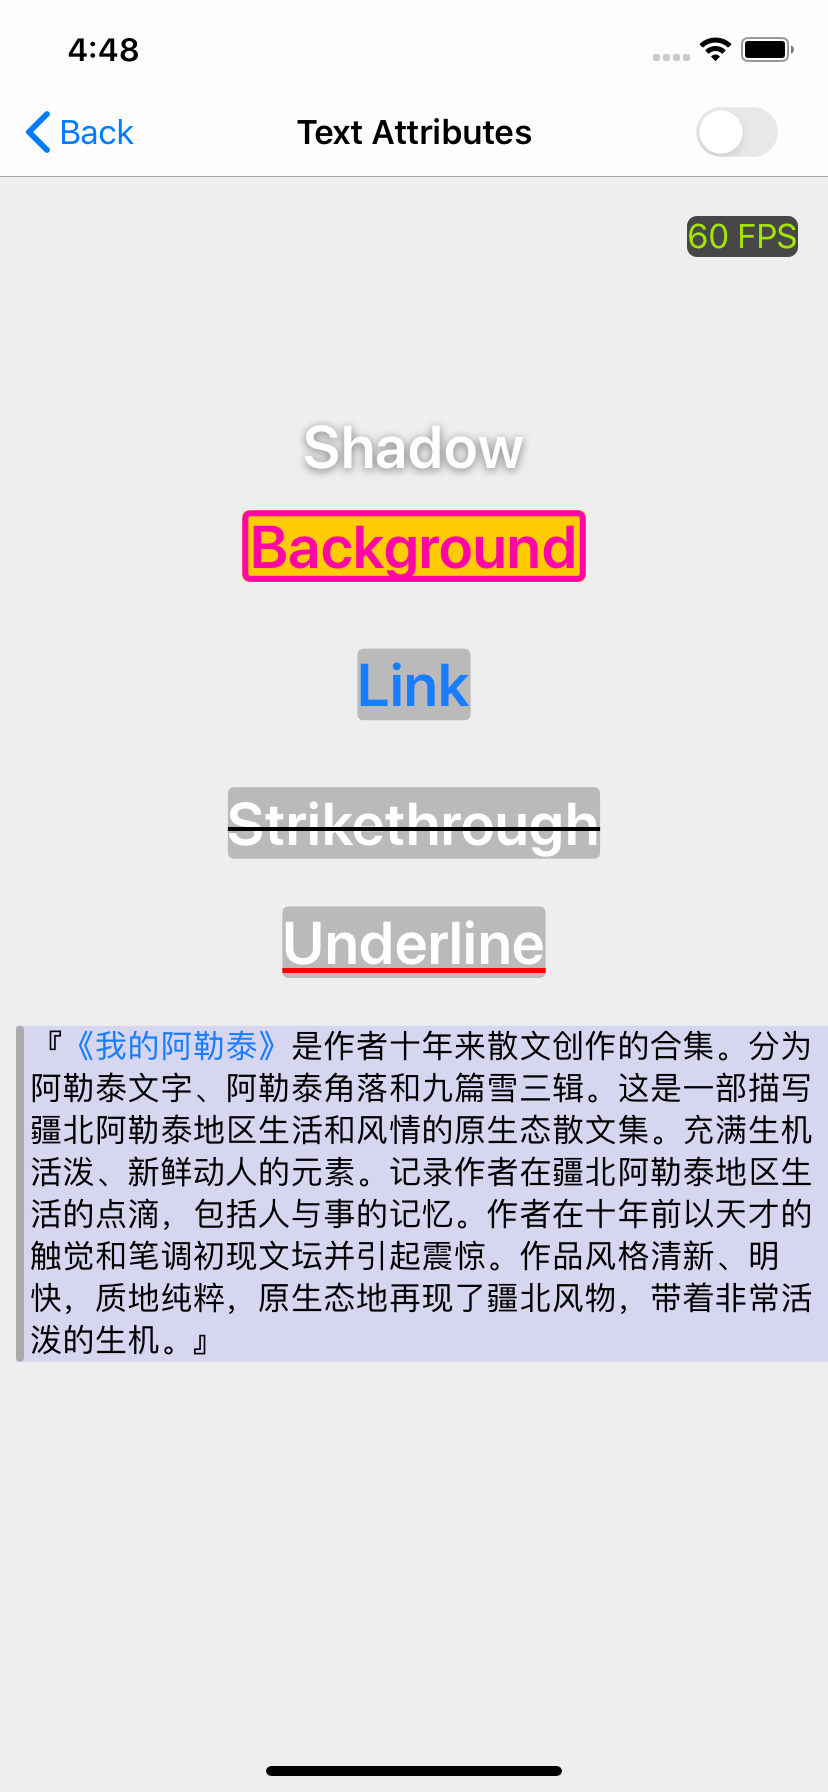 4:48
Back
Text Attributes
60 FPS
Shadow
Background
Link
Strikethrough
Underline
『《我的阿勒泰》是作者十年来散文创作的合集。分为
阿勒泰文字、阿勒泰角落和九篇雪三辑。这是一部描写
疆北阿勒泰地区生活和风情的原生态散文集。充满生机
活泼、新鲜动人的元素。记录作者在疆北阿勒泰地区生
活的点滴，包括人与事的记忆。作者在十年前以天才的
触觉和笔调初现文坛并引起震惊。作品风格清新、明
快，质地纯粹，原生态地再现了疆北风物，带着非常活
泼的生机。』